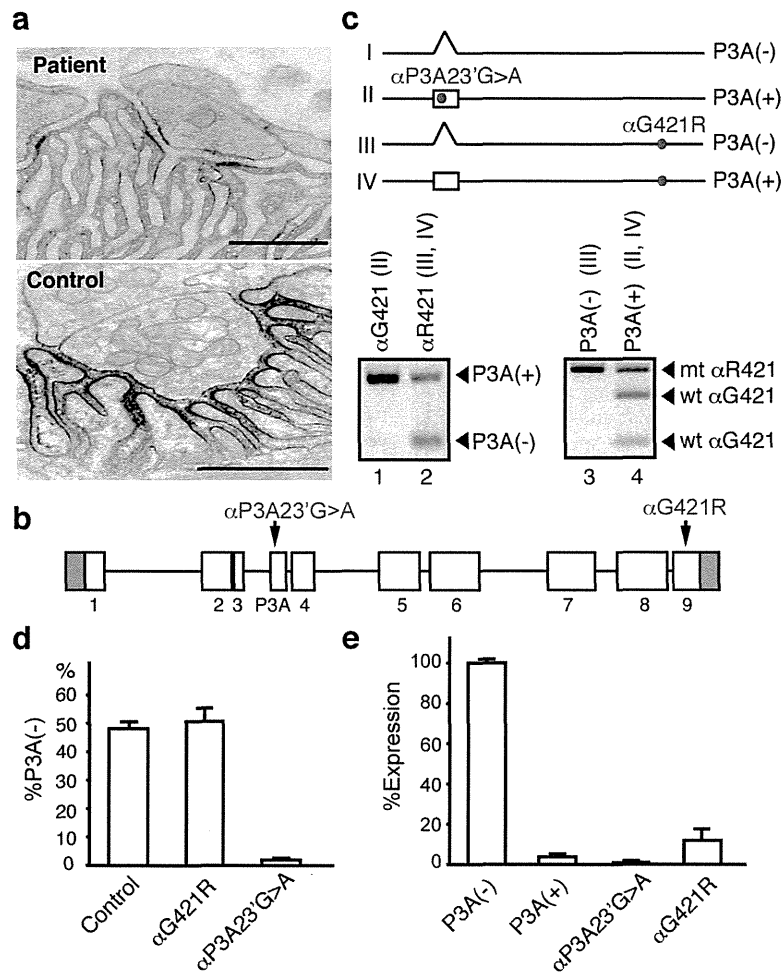 a
Patient
Control
c
I
P3A(-)
αP3A23'G>A
II
P3A(+)
αG421R
III
P3A(-)
IV
P3A(+)
αG421 (II)
αR421 (III, IV)
P3A(+)
P3A(-)
1
2
P3A(-) (III)
P3A(+) (II, IV)
mt αR421
wt αG421
wt αG421
3
4
b
αP3A23'G>A
αG421R
1
2
3
P3A
4
5
6
7
8
9
d
%
%P3A(-)
60
50
40
30
20
10
0
Control
αG421R
αP3A23'G>A
e
%Expression
100
80
60
40
20
0
P3A(-)
P3A(+)
αP3A23'G>A
αG421R